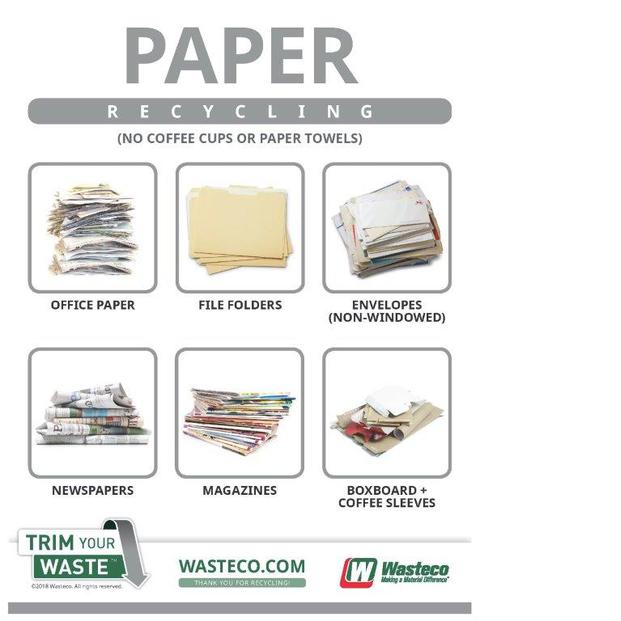 PAPER
RECYCLING
(NO COFFEE CUPS OR PAPER TOWELS)
OFFICE PAPER
FILE FOLDERS
ENVELOPES
(NON-WINDOWED)
NEWSPAPERS
MAGAZINES
BOXBOARD +
COFFEE SLEEVES
TRIM YOUR
WASTE™
©2018 Wasteco. All rights reserved.
WASTECO.COM
THANK YOU FOR RECYCLING!
W Wasteco
Making a Material Difference®